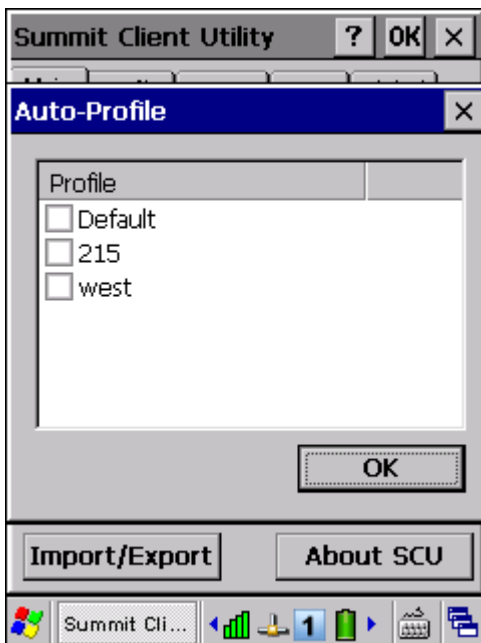 Summit Client Utility ? OK ×
Auto-Profile ×
Profile
Default
215
west
OK
Import/Export About SCU
Summit Cli... 1